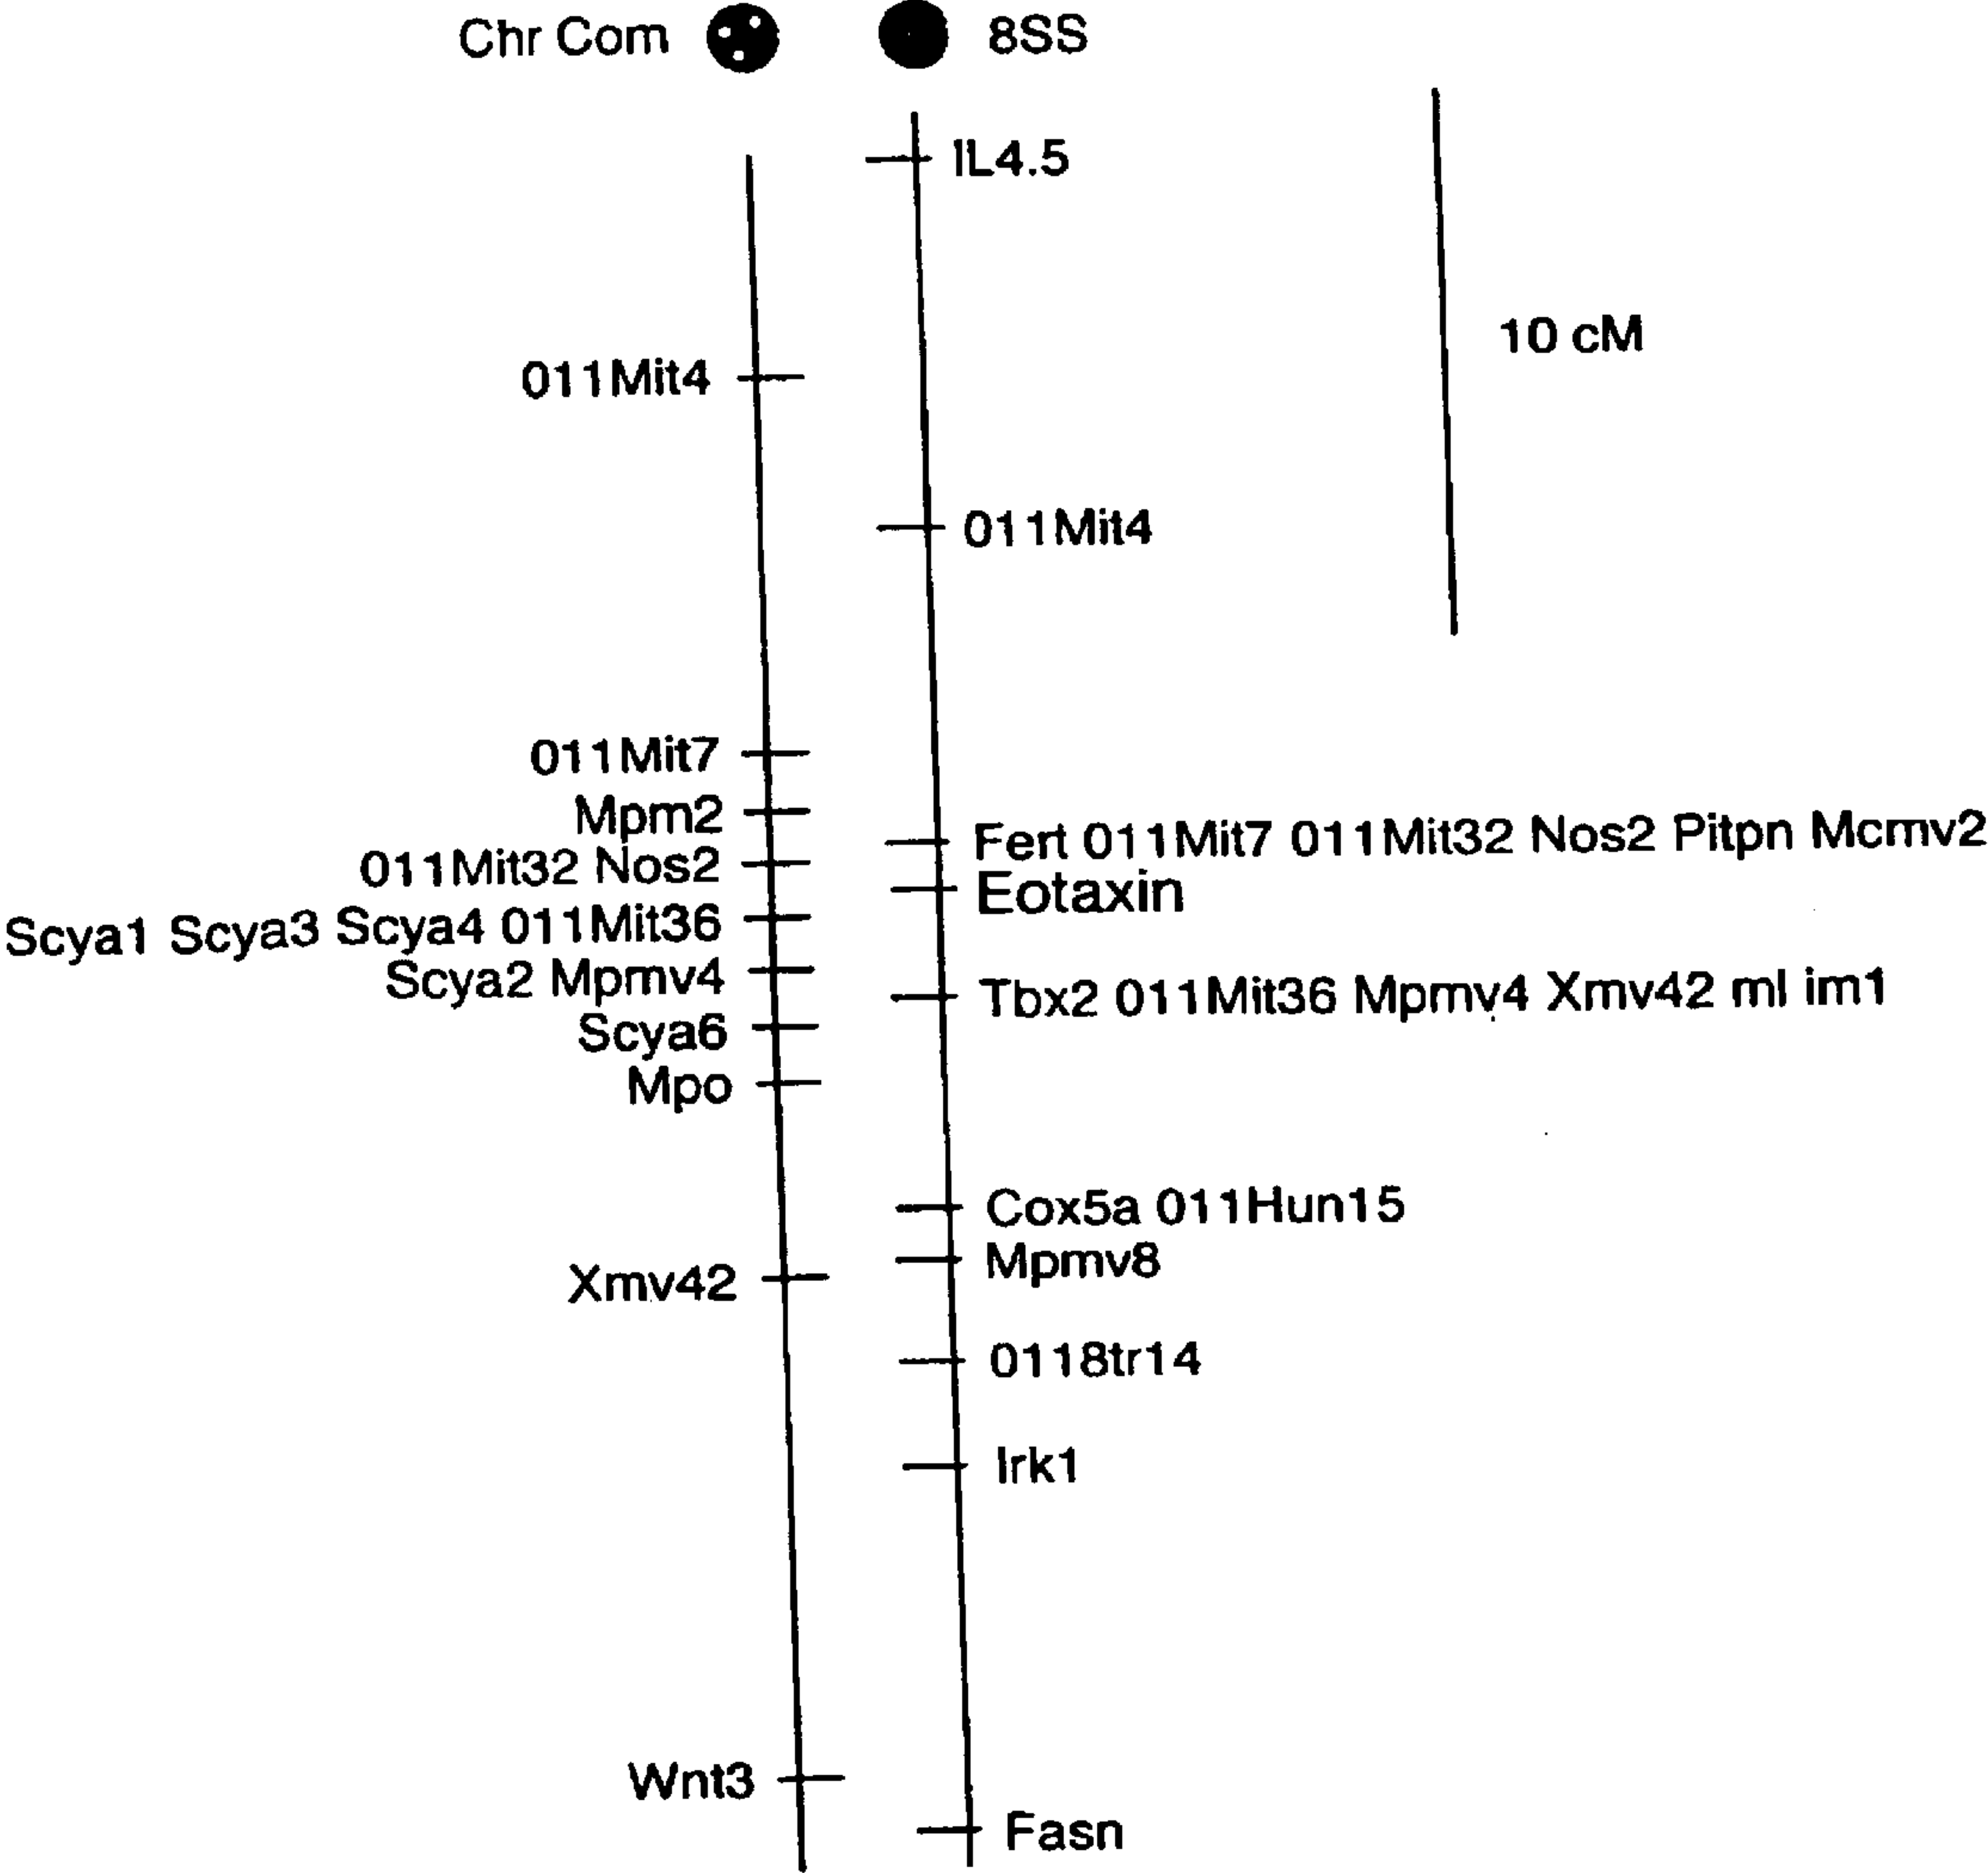 Chr Com
8SS
IL4.5
10 cM
011Mit4
011Mit4
011Mit7
Mpm2
Fert 011Mit7 011Mit32 Nos2 Pitpn Mcmv2
011Mit32 Nos2
Eotaxin
Scya1 Scya3 Scya4 011Mit36
Scya2 Mpmv4
Tbx2 011Mit36 Mpmv4 Xmv42 ml im1
Scya6
Mpo
Cox5a 011Hun15
Mpmv8
Xmv42
0118tr14
Irk1
Wnt3
Fasn